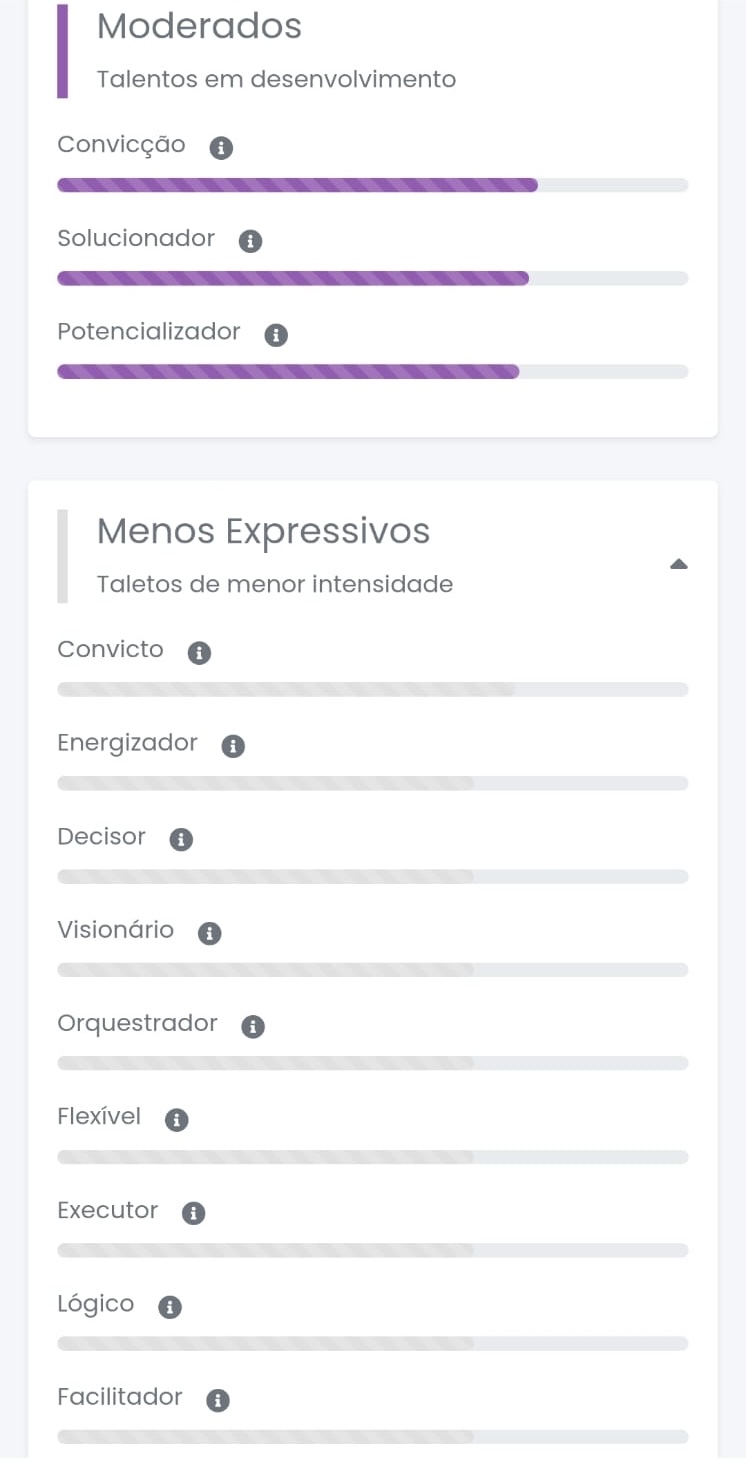 Moderados
Talentos em desenvolvimento
Convicção
Solucionador
Potencializador
Menos Expressivos
Taletos de menor intensidade
Convicto
Energizador
Decisor
Visionário
Orquestrador
Flexível
Executor
Lógico
Facilitador